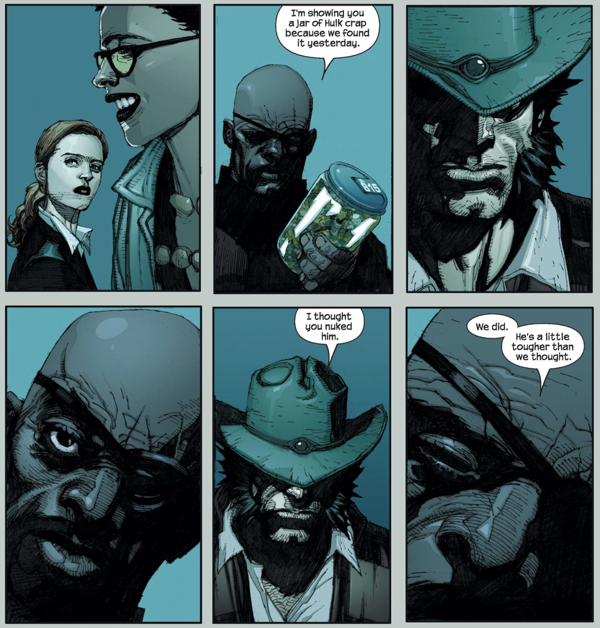 I'm showing you
a jar of Hulk crap
because we found
it yesterday.
I thought
you nuked
him.
We did.
He's a little
tougher than
we thought.